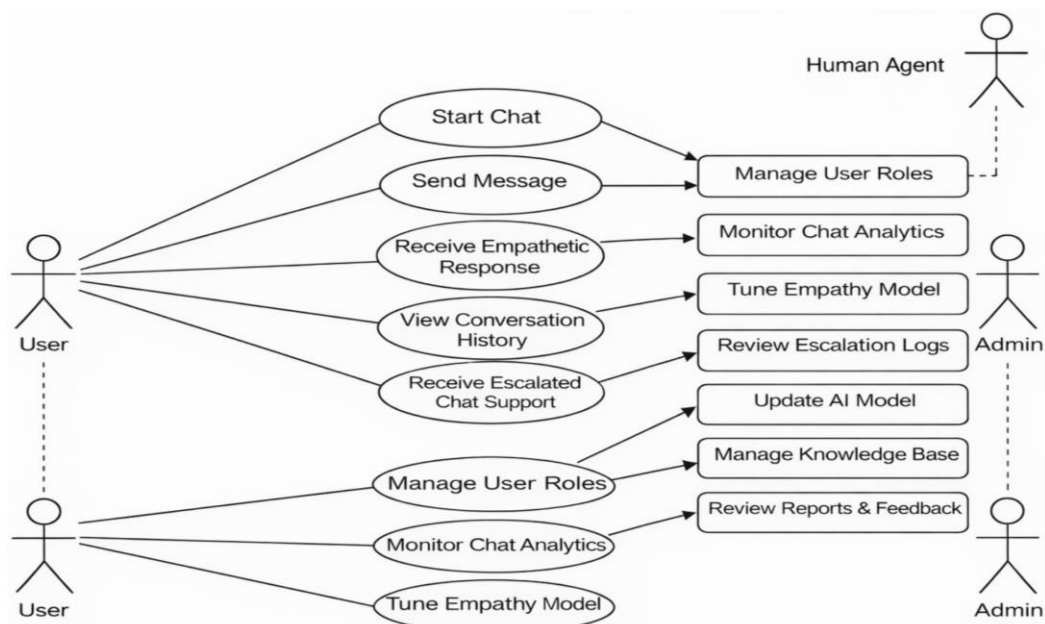 Human Agent
Start Chat
Manage User Roles
Send Message
Monitor Chat Analytics
Receive Empathetic
Response
Tune Empathy Model
View Conversation
History
User
Review Escalation Logs
Admin
Receive Escalated
Chat Support
Update AI Model
Manage Knowledge Base
Manage User Roles
Review Reports & Feedback
Monitor Chat Analytics
Tune Empathy Model
User
Admin